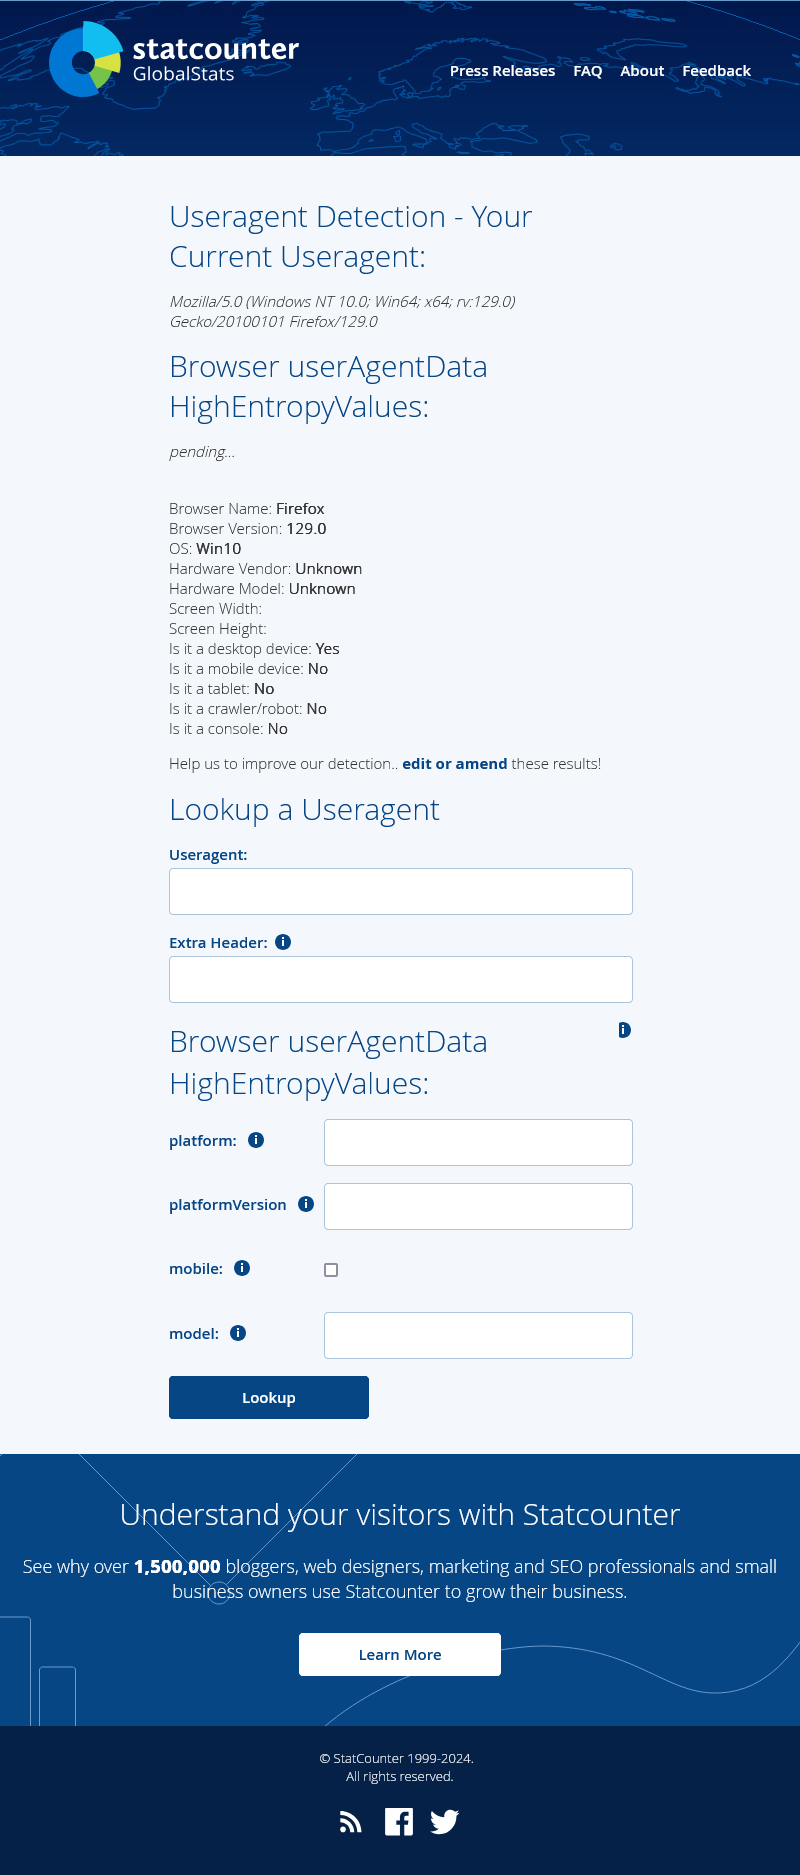 statcounter
GlobalStats
Press Releases FAQ About Feedback
Useragent Detection - Your
Current Useragent:
Mozilla/5.0 (Windows NT 10.0; Win64; x64; rv:129.0)
Gecko/20100101 Firefox/129.0
Browser userAgentData
HighEntropyValues:
pending...
Browser Name: Firefox
Browser Version: 129.0
OS: Win10
Hardware Vendor: Unknown
Hardware Model: Unknown
Screen Width:
Screen Height:
Is it a desktop device: Yes
Is it a mobile device: No
Is it a tablet: No
Is it a crawler/robot: No
Is it a console: No
Help us to improve our detection.. edit or amend these results!
Lookup a Useragent
Useragent:
Extra Header:
Browser userAgentData
HighEntropyValues:
platform:
platformVersion
mobile:
model:
Lookup
Understand your visitors with Statcounter
See why over 1,500,000 bloggers, web designers, marketing and SEO professionals and small
business owners use Statcounter to grow their business.
Learn More
© StatCounter 1999-2024.
All rights reserved.